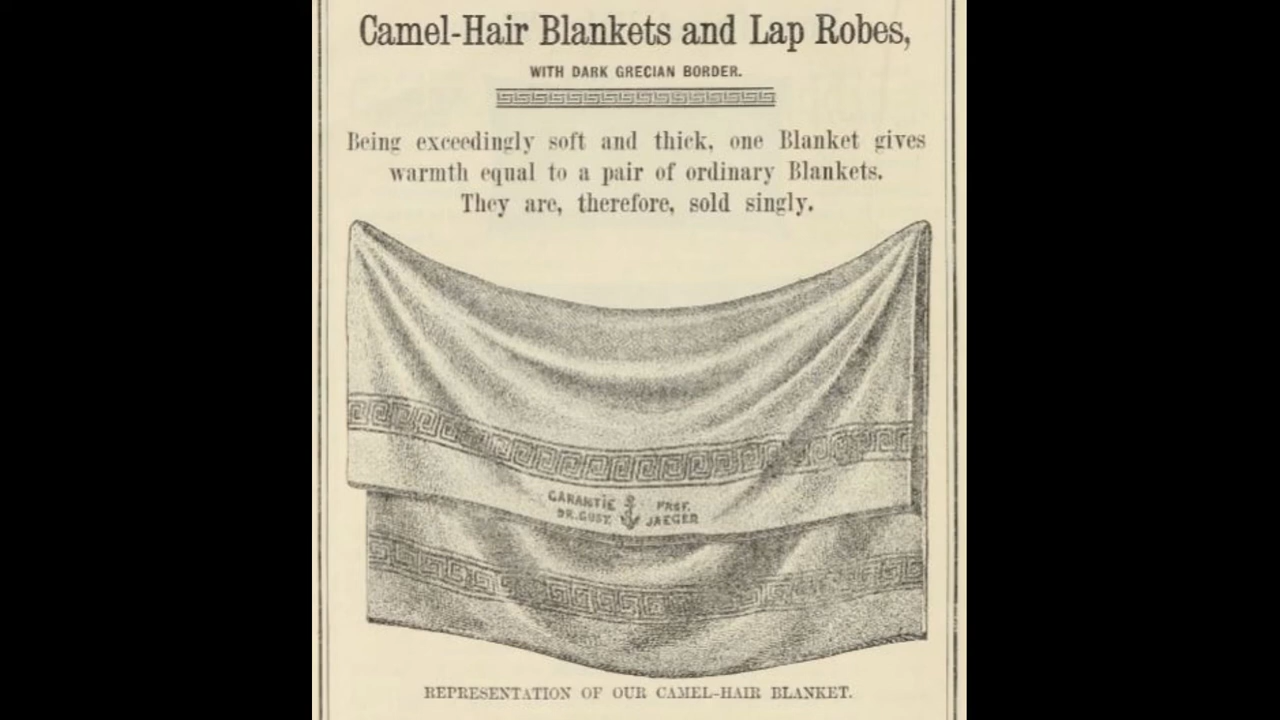 Camel-Hair Blankets and Lap Robes,
WITH DARK GRECIAN BORDER.
Being exceedingly soft and thick, one Blanket gives
warmth equal to a pair of ordinary Blankets.
They are, therefore, sold singly.
GARANTIE PROF.
DR. GUST. JAEGER
REPRESENTATION OF OUR CAMEL-HAIR BLANKET.